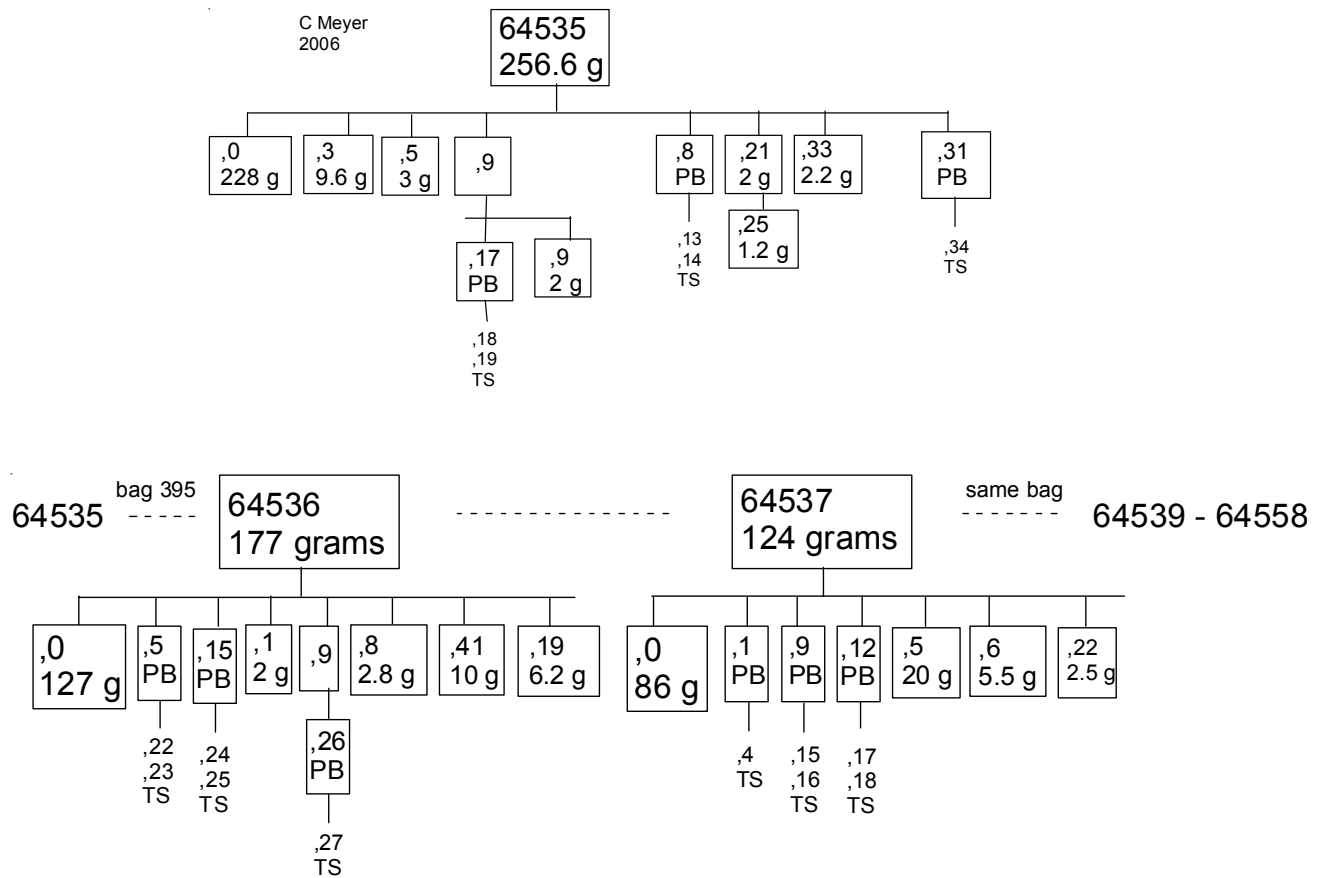 C Meyer
2006
64535
256.6 g
,0
228 g
,3
9.6 g
,5
3 g
,9
,8
PB
,21
2 g
,33
2.2 g
,31
PB
,17
PB
,9
2 g
,13
,14
TS
,25
1.2 g
,34
TS
,18
,19
TS
64535
bag 395
64536
177 grams
64537
124 grams
same bag
64539 - 64558
,0
127 g
,5
PB
,15
PB
,1
2 g
,9
,8
2.8 g
,41
10 g
,19
6.2 g
,0
86 g
,1
PB
,9
PB
,12
PB
,5
20 g
,6
5.5 g
,22
2.5 g
,22
,23
TS
,24
,25
TS
,26
PB
,27
TS
,4
TS
,15
,16
TS
,17
,18
TS